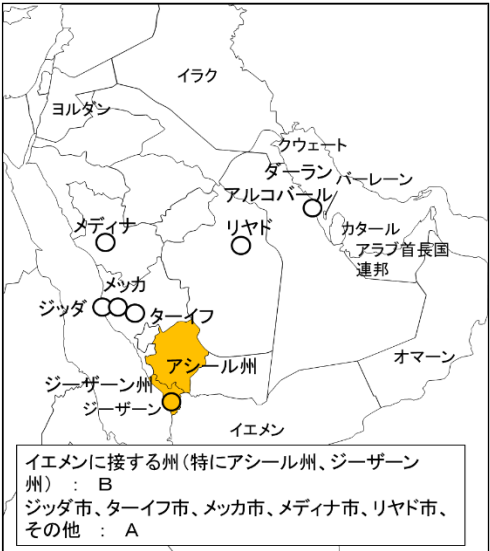 イラク
ヨルダン
クウェート
ダーラン
バーレーン
アルコバール
メディナ
リヤド
カタール
アラブ首長国
連邦
メッカ
ジッダ
ターイフ
オマーン
アシール州
ジーザーン州
ジーザーン
イエメン
イエメンに接する州(特にアシール州、ジーザーン
州) : B
ジッダ市、ターイフ市、メッカ市、メディナ市、リヤド市、
その他 : A